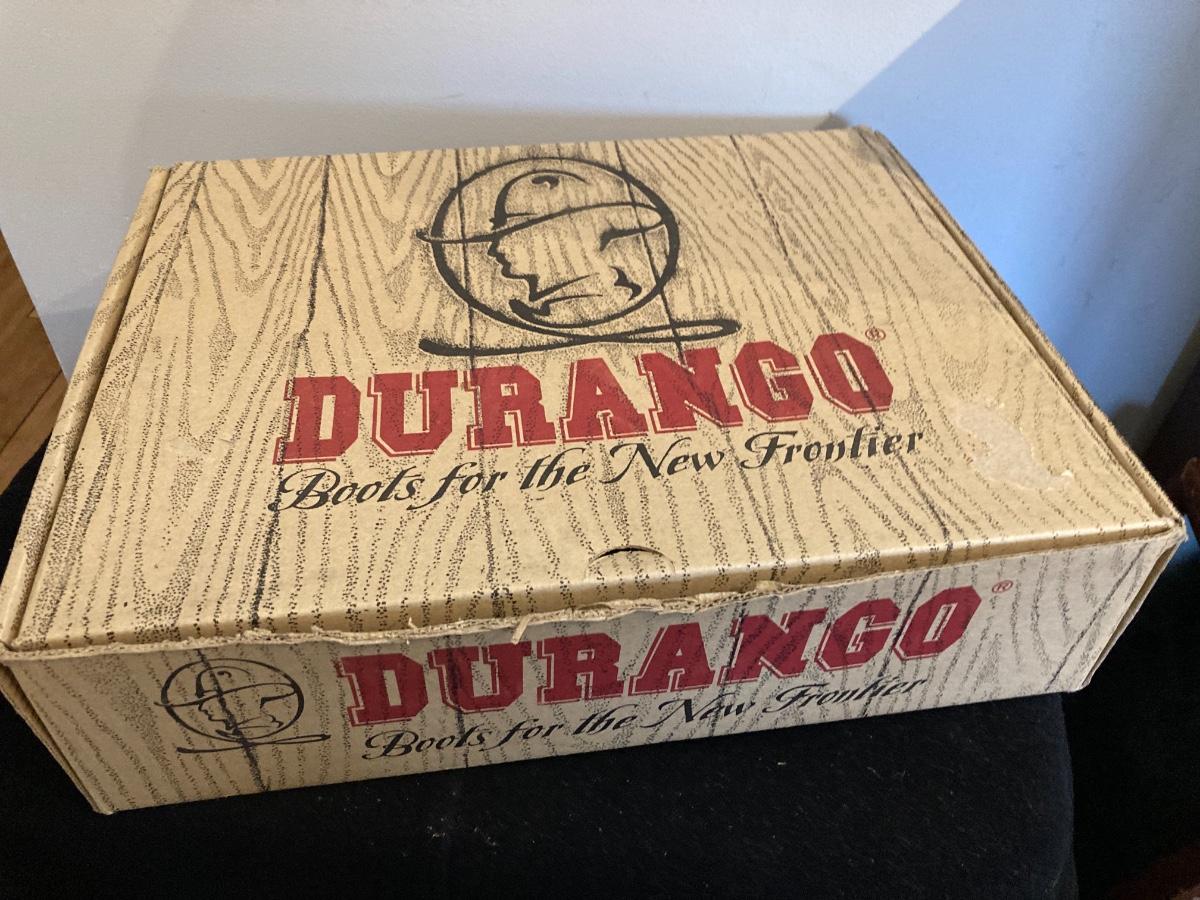 DURANGO®
Boots for the New Frontier
DURANGO®
Boots for the New Frontier